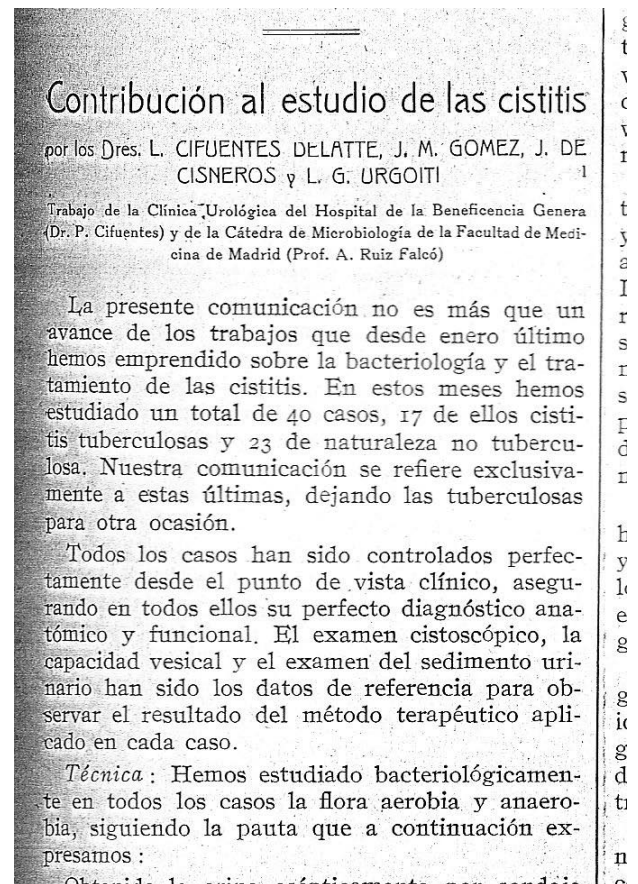 Contribución al estudio de las cistitis
por los Dres. L. CIFUENTES DELATTE, J. M. GOMEZ, J. DE
CISNEROS y L. G. URGOITI 1
Trabajo de la Clínica Urológica del Hospital de la Beneficencia Genera
(Dr. P. Cifuentes) y de la Cátedra de Microbiología de la Facultad de Medi-
cina de Madrid (Prof. A. Ruiz Falcó)
La presente comunicación no es más que un
avance de los trabajos que desde enero último
hemos emprendido sobre la bacteriología y el tra-
tamiento de las cistitis. En estos meses hemos
estudiado un total de 40 casos, 17 de ellos cisti-
tis tuberculosas y 23 de naturaleza no tubercu-
losa. Nuestra comunicación se refiere exclusiva-
mente a estas últimas, dejando las tuberculosas
para otra ocasión.
Todos los casos han sido controlados perfec-
tamente desde el punto de vista clínico, asegu-
rando en todos ellos su perfecto diagnóstico ana-
tómico y funcional. El examen cistoscópico, la
capacidad vesical y el examen del sedimento uri-
nario han sido los datos de referencia para ob-
servar el resultado del método terapéutico apli-
cado en cada caso.
Técnica : Hemos estudiado bacteriológicamen-
te en todos los casos la flora aerobia y anaero-
bia, siguiendo la pauta que a continuación ex-
presamos :